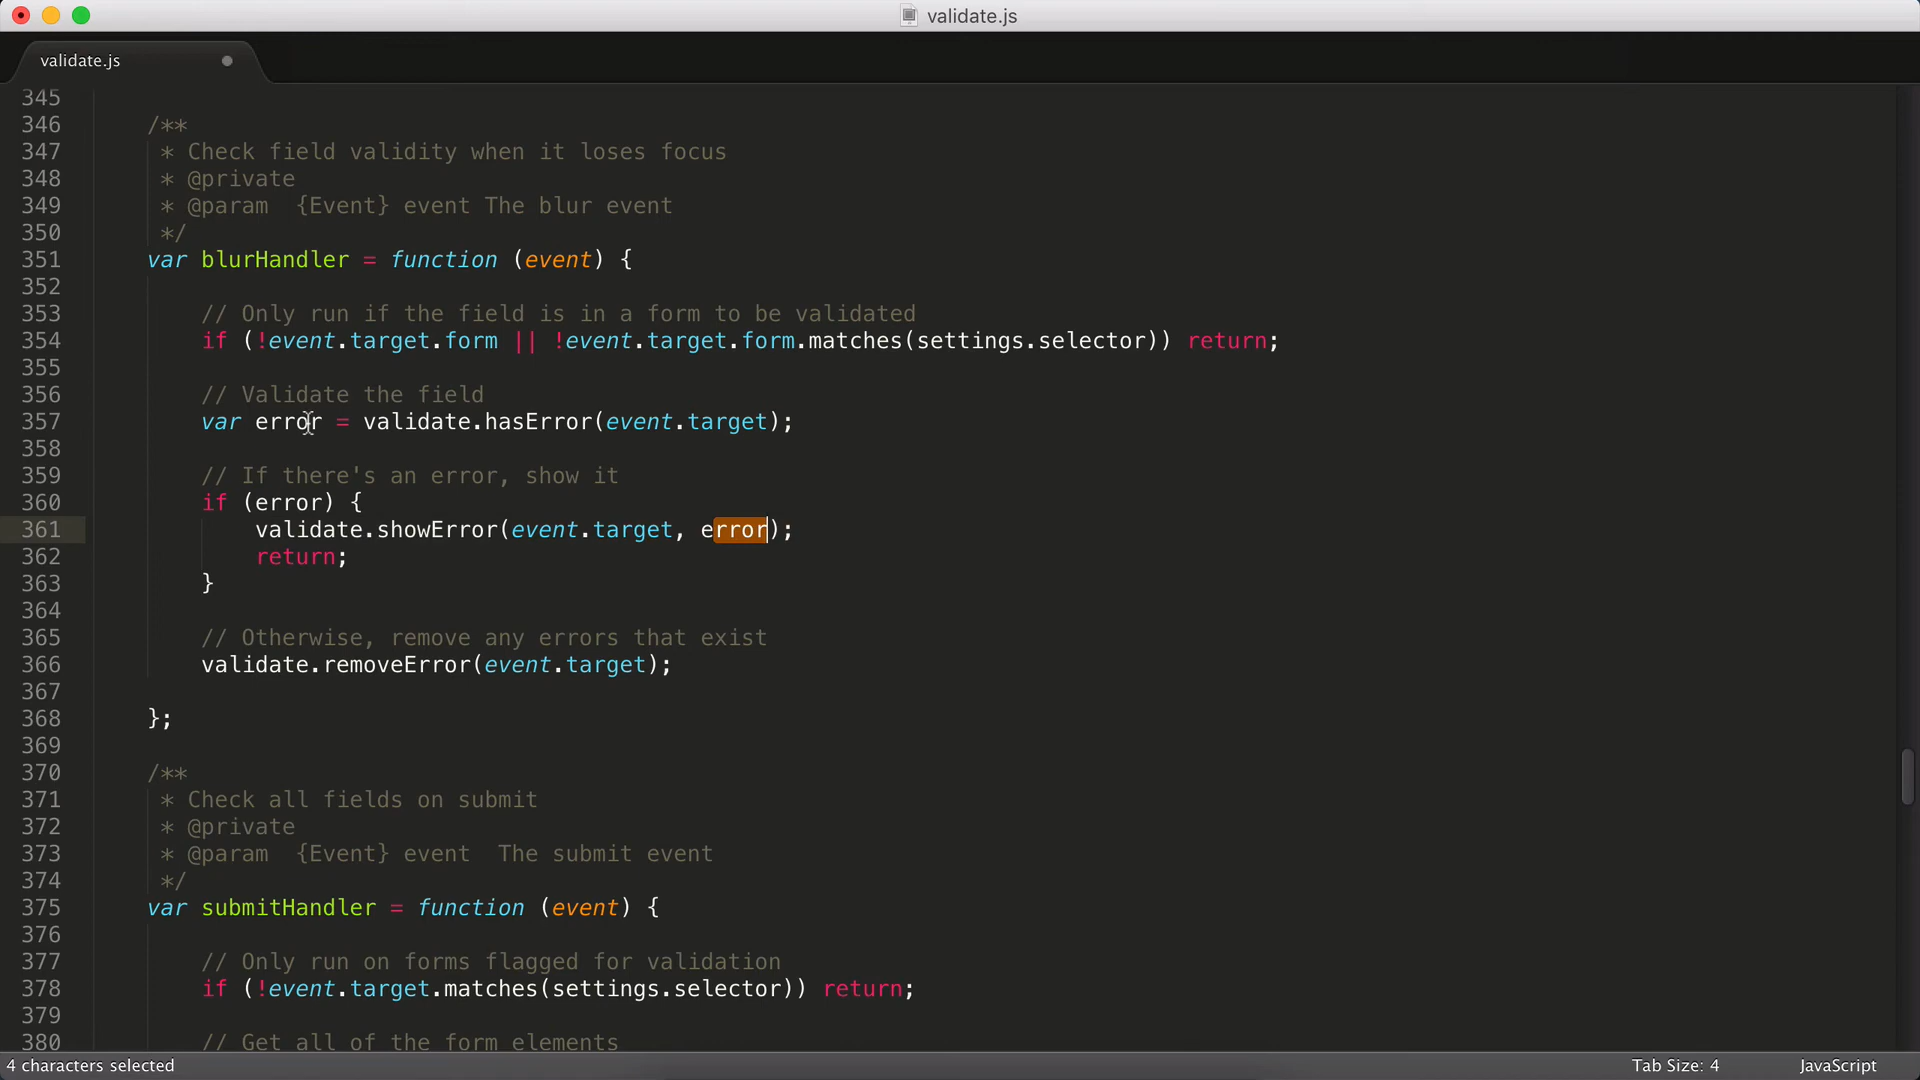 validate.js
validate.js
345
346 /**
347 * Check field validity when it loses focus
348 * @private
349 * @param  {Event} event The blur event
350 */
351 var blurHandler = function (event) {
352
353 // Only run if the field is in a form to be validated
354 if (!event.target.form || !event.target.form.matches(settings.selector)) return;
355
356 // Validate the field
357 var error = validate.hasError(event.target);
358
359 // If there's an error, show it
360 if (error) {
361 validate.showError(event.target, error);
362 return;
363 }
364
365 // Otherwise, remove any errors that exist
366 validate.removeError(event.target);
367
368 };
369
370 /**
371 * Check all fields on submit
372 * @private
373 * @param  {Event} event  The submit event
374 */
375 var submitHandler = function (event) {
376
377 // Only run on forms flagged for validation
378 if (!event.target.matches(settings.selector)) return;
379
380 // Get all of the form elements
4 characters selected Tab Size: 4 JavaScript